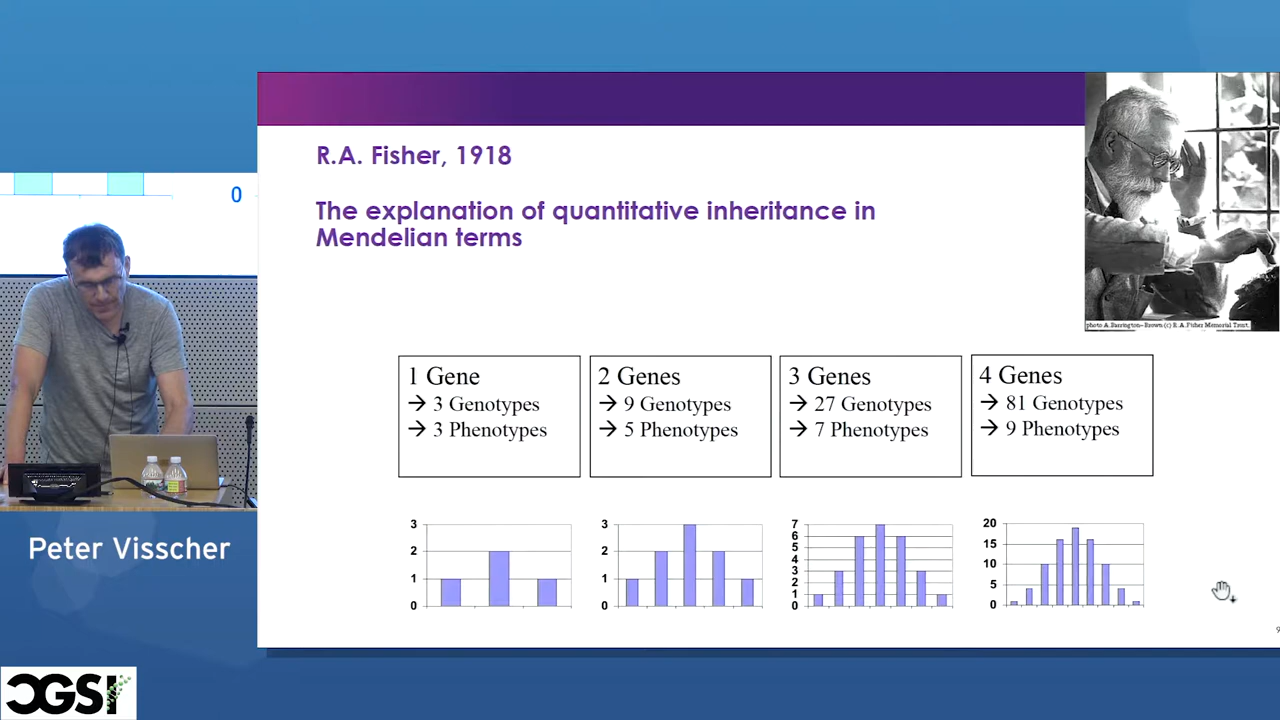 R.A. Fisher, 1918
The explanation of quantitative inheritance in
Mendelian terms
photo A.Barrington-Brown (c) R.A.Fisher Memorial Trust.
0
1 Gene
→ 3 Genotypes
→ 3 Phenotypes
2 Genes
→ 9 Genotypes
→ 5 Phenotypes
3 Genes
→ 27 Genotypes
→ 7 Phenotypes
4 Genes
→ 81 Genotypes
→ 9 Phenotypes
3
2
1
0
3
2
1
0
7
6
5
4
3
2
1
0
20
15
10
5
0
9
Peter Visscher
CGSI